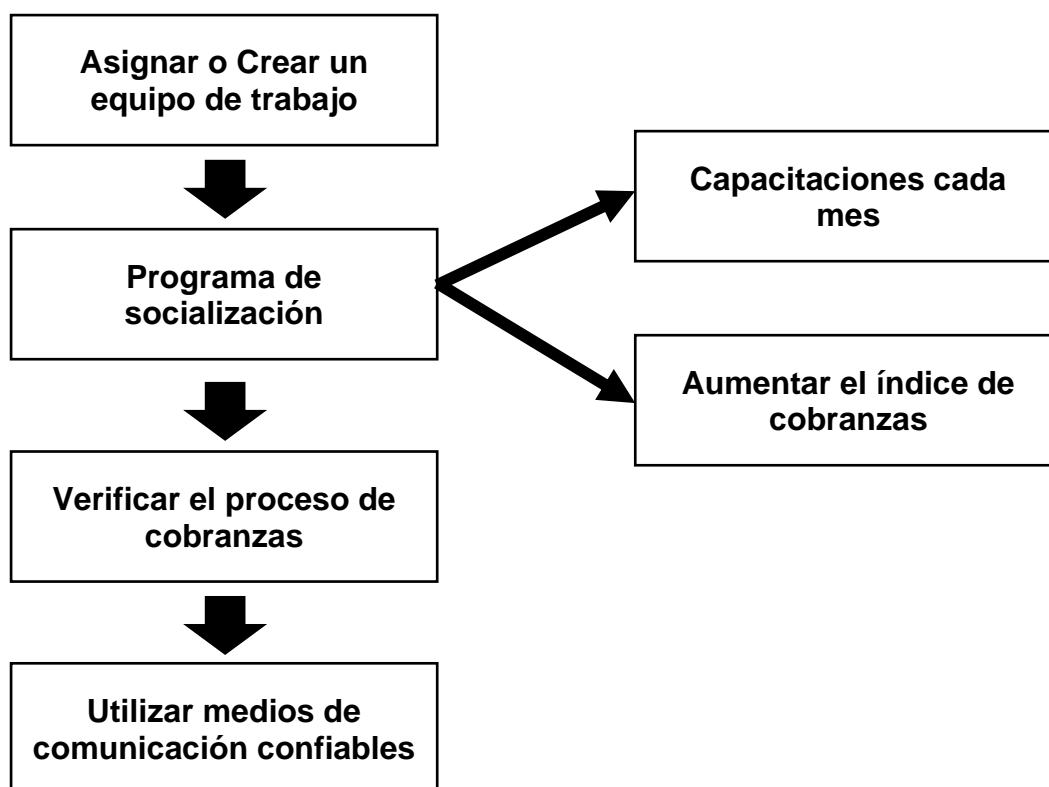 Asignar o Crear un
equipo de trabajo
Capacitaciones cada
mes
Programa de
socialización
Aumentar el índice de
cobranzas
Verificar el proceso de
cobranzas
Utilizar medios de
comunicación confiables